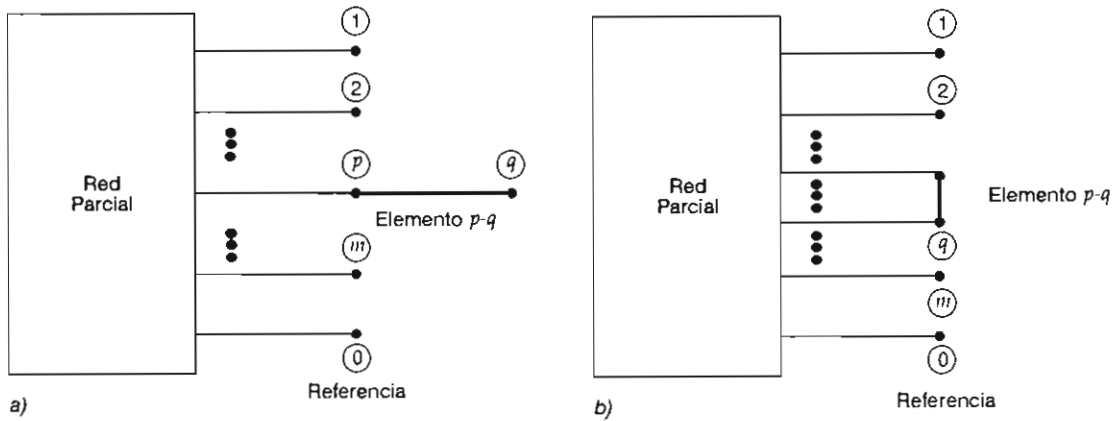 1
2
Red
Parcial
p
q
Elemento p-q
m
0
Referencia
a)
1
2
Red
Parcial
Elemento p-q
q
m
0
Referencia
b)